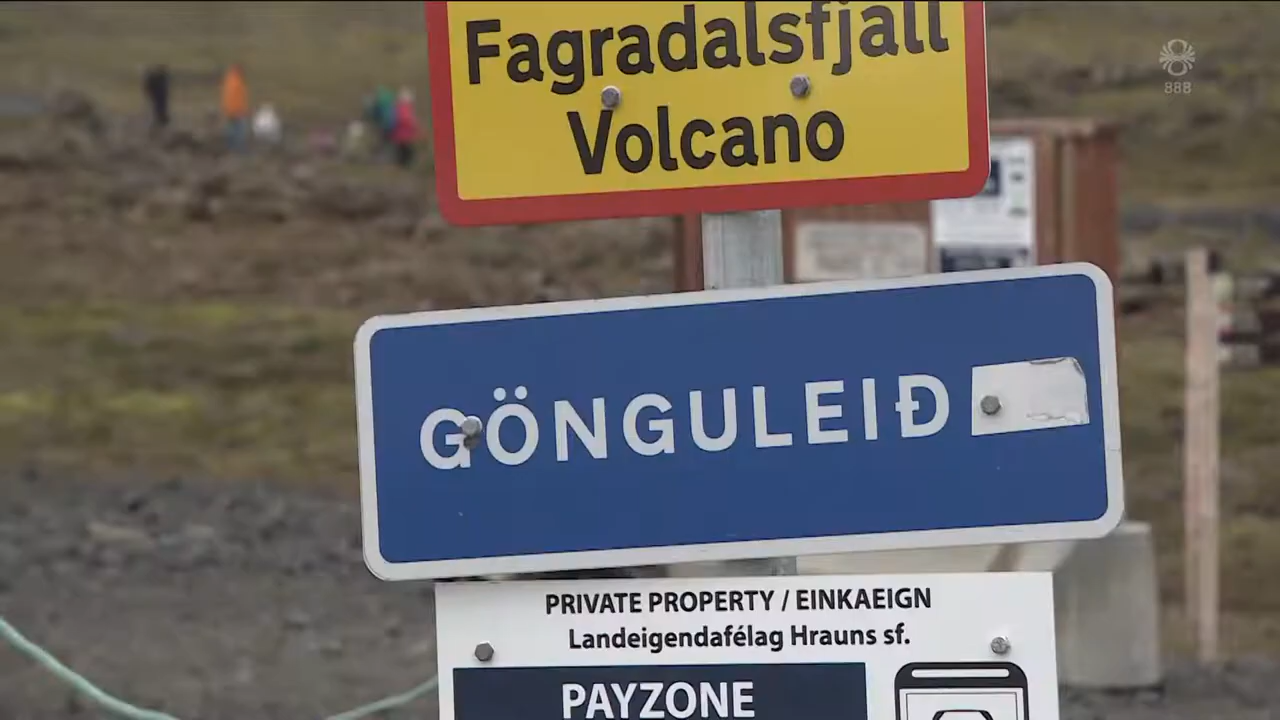 Fagradalsfjall
Volcano
888
GÖNGULEIÐ
PRIVATE PROPERTY / EINKAEIGN
Landeigendafélag Hrauns sf.
PAYZONE